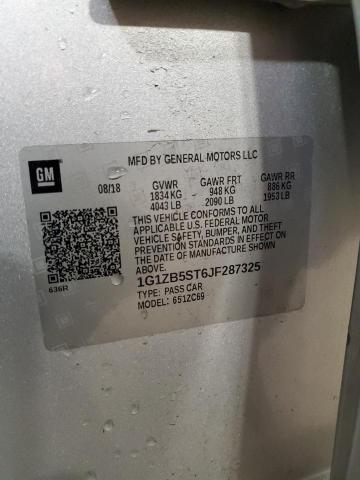 GM
MFD BY GENERAL MOTORS LLC
08/18 GVWR GAWR FRT GAWR RR
1834 KG 948 KG 886 KG
4043 LB 2090 LB 1953 LB
THIS VEHICLE CONFORMS TO ALL
APPLICABLE U.S. FEDERAL MOTOR
VEHICLE SAFETY, BUMPER, AND THEFT
PREVENTION STANDARDS IN EFFECT ON
THE DATE OF MANUFACTURE SHOWN
ABOVE.
1G1ZB5ST6JF287325
TYPE: PASS CAR
636R MODEL: 651ZC69